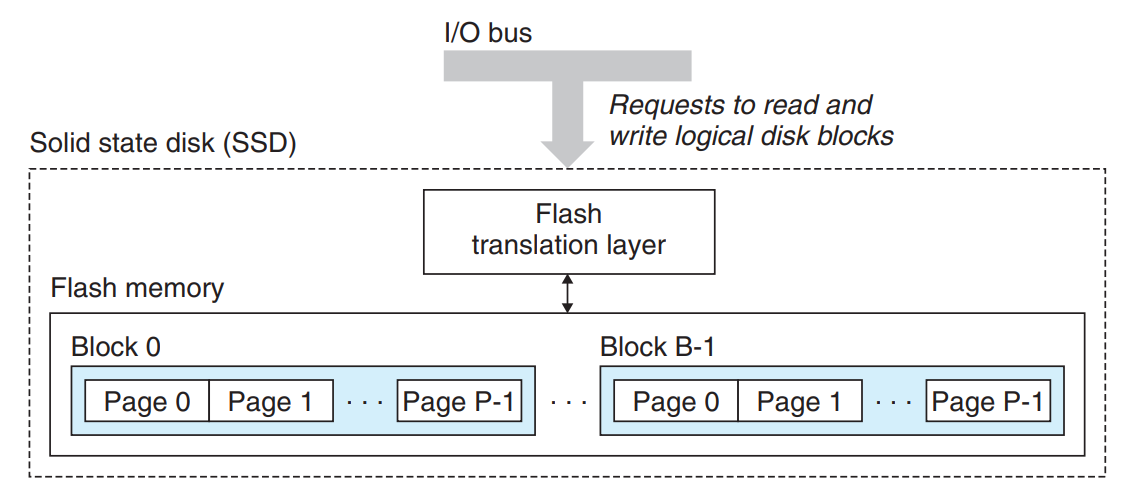 I/O bus
Requests to read and
write logical disk blocks
Solid state disk (SSD)
Flash
translation layer
Flash memory
Block 0
Block B-1
Page 0 Page 1 · · · Page P-1 · · · Page 0 Page 1 · · · Page P-1